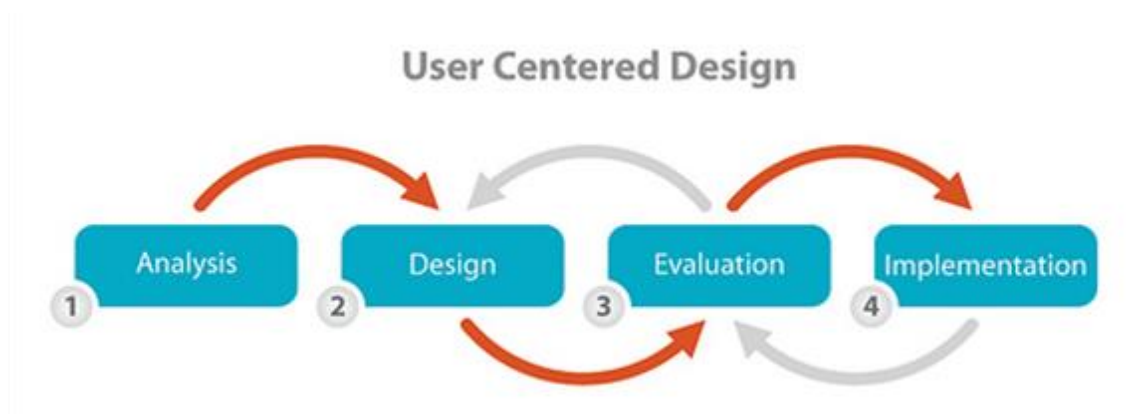 User Centered Design
Analysis
Design
Evaluation
Implementation
1
2
3
4